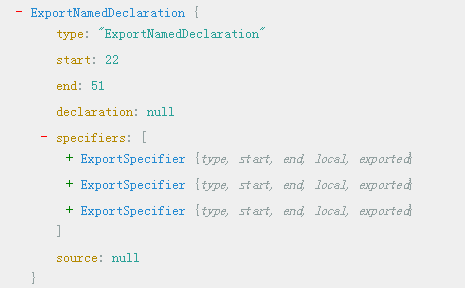 - ExportNamedDeclaration {
type: "ExportNamedDeclaration"
start: 22
end: 51
declaration: null
- specifiers: [
+ ExportSpecifier {type, start, end, local, exported}
+ ExportSpecifier {type, start, end, local, exported}
+ ExportSpecifier {type, start, end, local, exported}
]
source: null
}